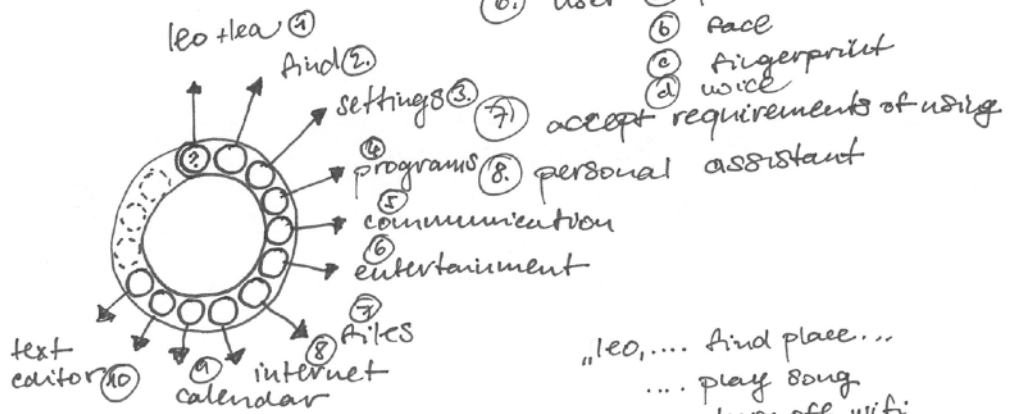 leo + lea ①
find ②.
settings ③.
④ programs
⑤ communication
⑥ entertainment
⑦ files
⑧ internet
⑨ calendar
text
editor ⑩
?
6. user
ⓑ face
ⓒ fingerprint
ⓓ voice
7) accept requirements of using
8. personal assistant
„leo, .... find place...
.... play song
off wifi